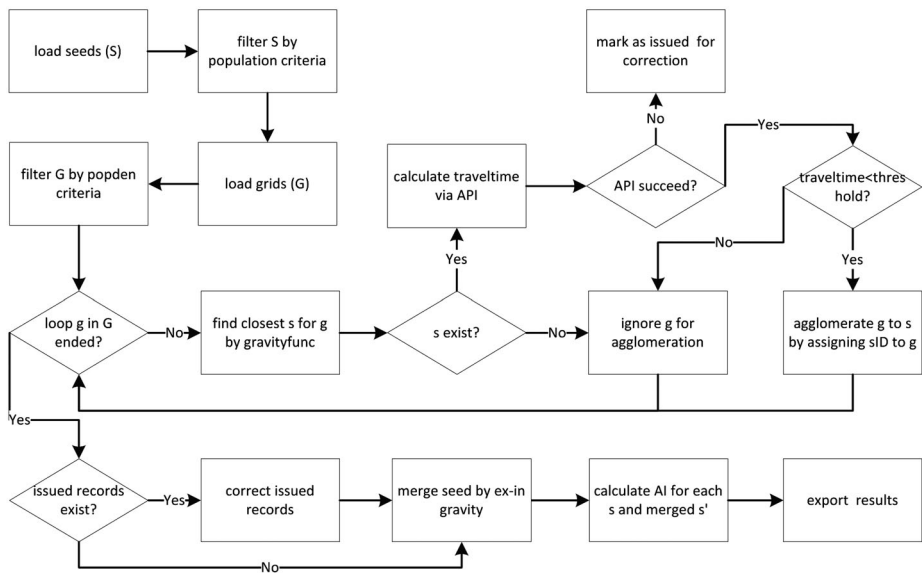 load seeds (S)
filter S by
population criteria
mark as issued for
correction
No
Yes
filter G by popden
criteria
load grids (G)
calculate traveltime
via API
API succeed?
traveltime<thres
hold?
No
Yes
Yes
loop g in G
ended?
No
find closest s for g
by gravityfunc
s exist?
No
ignore g for
agglomeration
agglomerate g to s
by assigning sID to g
Yes
issued records
exist?
Yes
correct issued
records
merge seed by ex-in
gravity
calculate AI for each
s and merged s'
export results
No